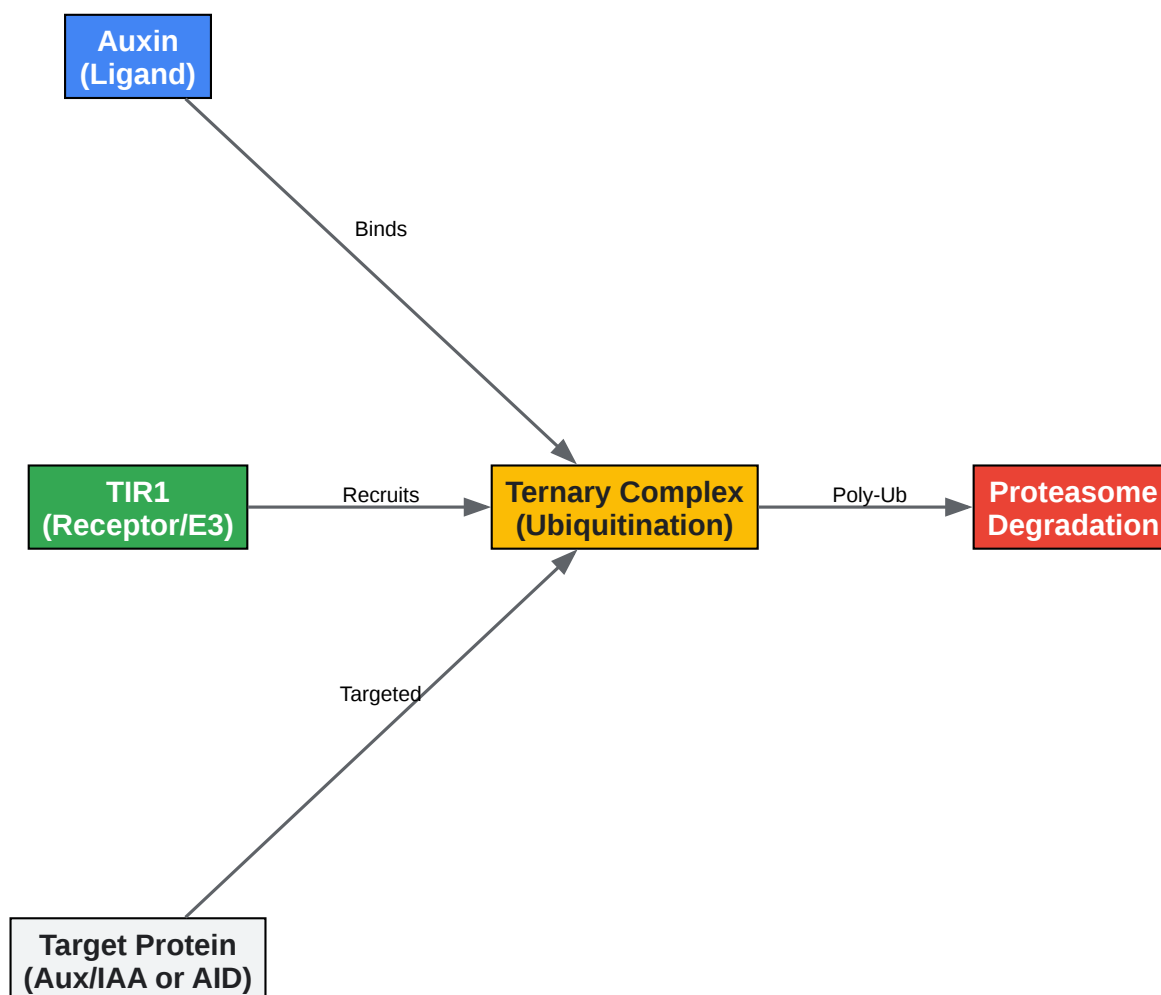 Auxin
(Ligand)
Binds
TIR1
(Receptor/E3)
Recruits
Ternary Complex
(Ubiquitination)
Poly-Ub
Proteasome
Degradation
Targeted
Target Protein
(Aux/IAA or AID)